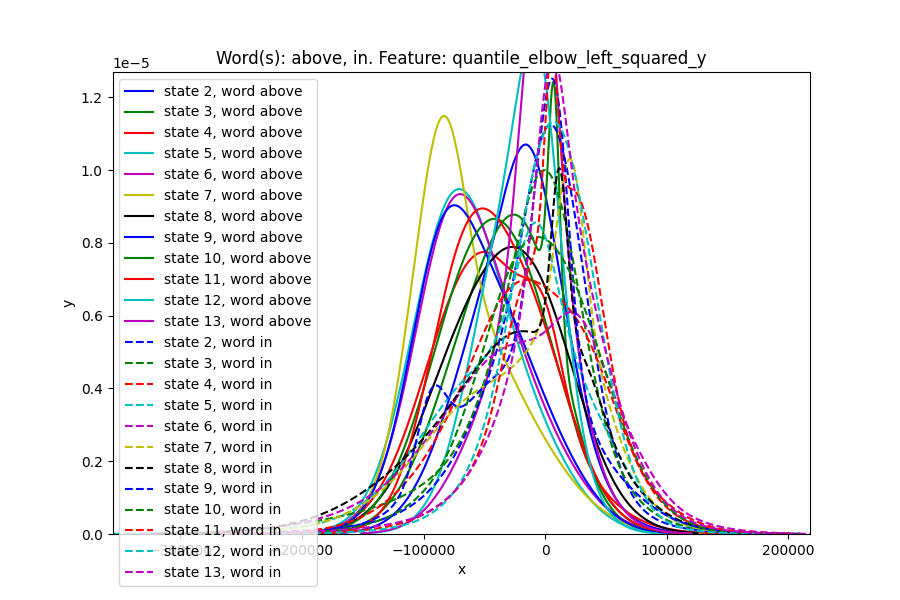 Word(s): above, in. Feature: quantile_elbow_left_squared_y
1e−5
1.2
1.0
0.8
0.6
0.4
0.2
0.0
y
state 2, word above
state 3, word above
state 4, word above
state 5, word above
state 6, word above
state 7, word above
state 8, word above
state 9, word above
state 10, word above
state 11, word above
state 12, word above
state 13, word above
state 2, word in
state 3, word in
state 4, word in
state 5, word in
state 6, word in
state 7, word in
state 8, word in
state 9, word in
state 10, word in
state 11, word in
state 12, word in
state 13, word in
−200000 −100000 0 100000 200000
x